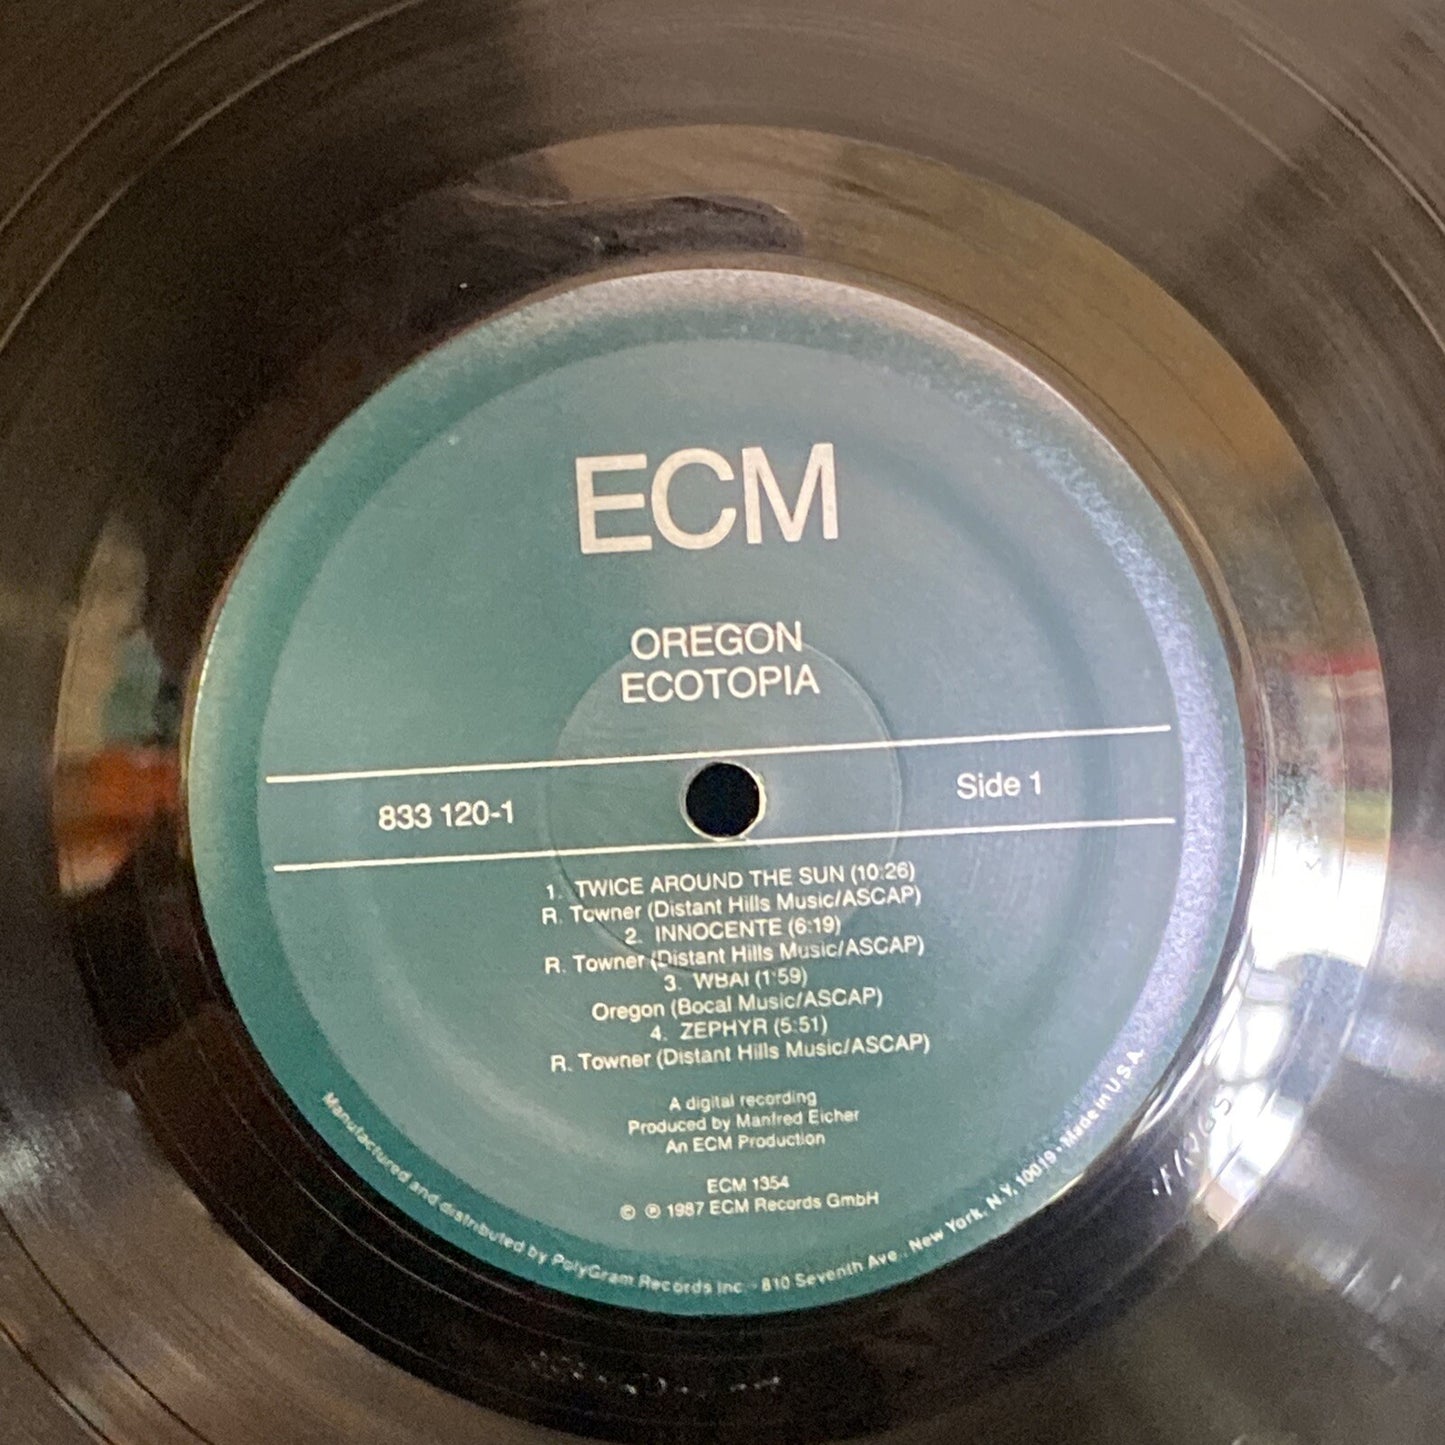 ECM
OREGON
ECOTOPIA
833 120-1
Side 1
1. TWICE AROUND THE SUN (10:26)
R. Towner (Distant Hills Music/ASCAP)
2. INNOCENTE (6:19)
R. Towner (Distant Hills Music/ASCAP)
3. WBAI (1:59)
Oregon (Bocal Music/ASCAP)
4. ZEPHYR (5:51)
R. Towner (Distant Hills Music/ASCAP)
A digital recording
Produced by Manfred Eicher
An ECM Production
ECM 1354
© ℗ 1987 ECM Records GmbH
Manufactured and distributed by PolyGram Records Inc. · 810 Seventh Ave., New York, N.Y. 10019 · Made in U.S.A.